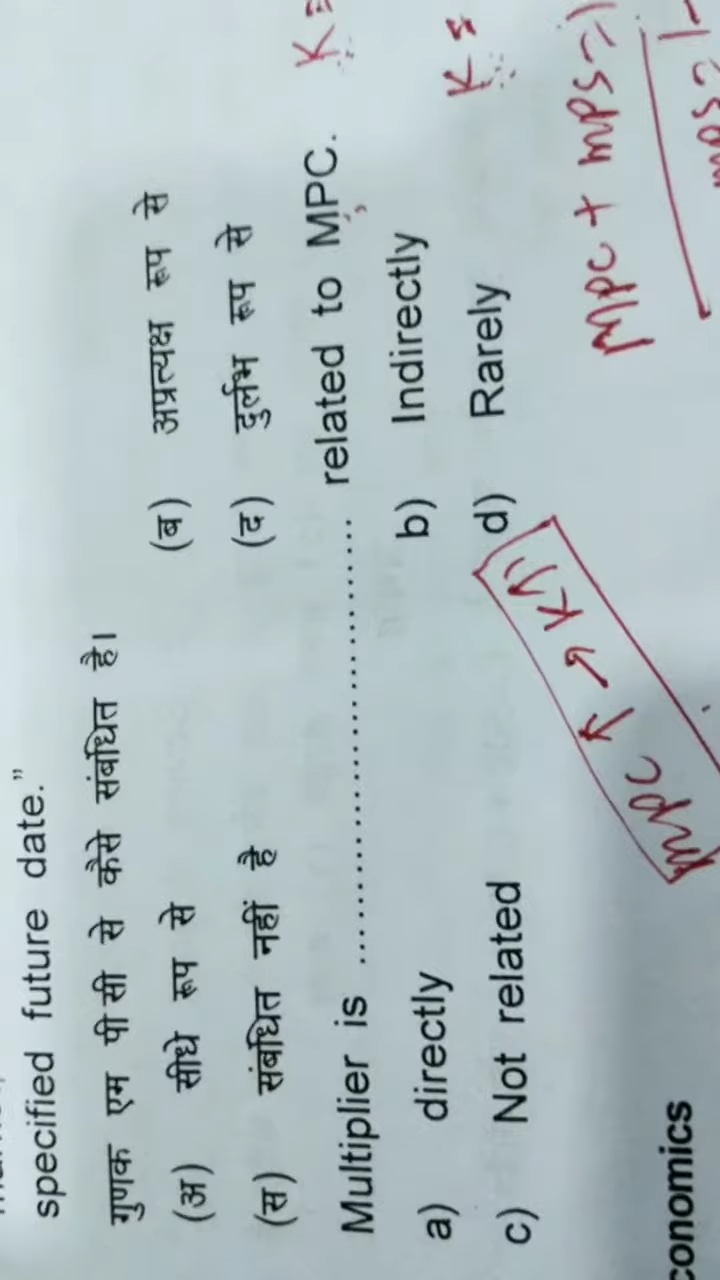 specified future date.”
गुणक एम पी सी से कैसे संबंधित है।
(अ) सीधे रूप से (ब) अप्रत्यक्ष रूप से
(स) संबंधित नहीं है (द) दुर्लभ रूप से
Multiplier is ........................... related to MPC.
a) directly b) Indirectly
c) Not related d) Rarely
K =
K =
MPC + MPS = 1
MPC ↑ → K↑
conomics